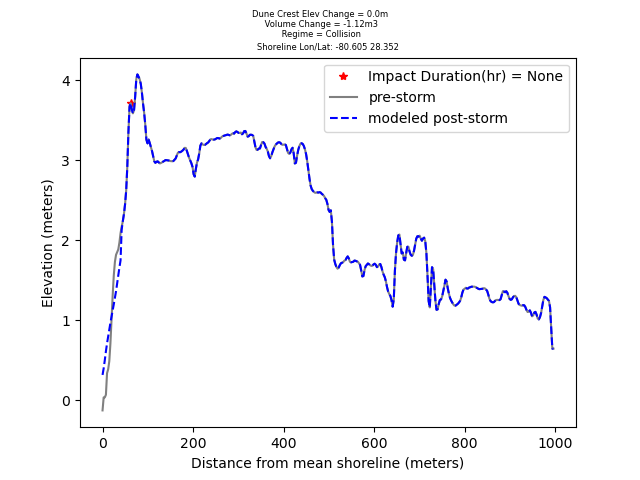 Dune Crest Elev Change = 0.0m
Volume Change = -1.12m3
Regime = Collision
Shoreline Lon/Lat: -80.605 28.352
Impact Duration(hr) = None
pre-storm
modeled post-storm
Elevation (meters)
4
3
2
1
0
0 200 400 600 800 1000
Distance from mean shoreline (meters)